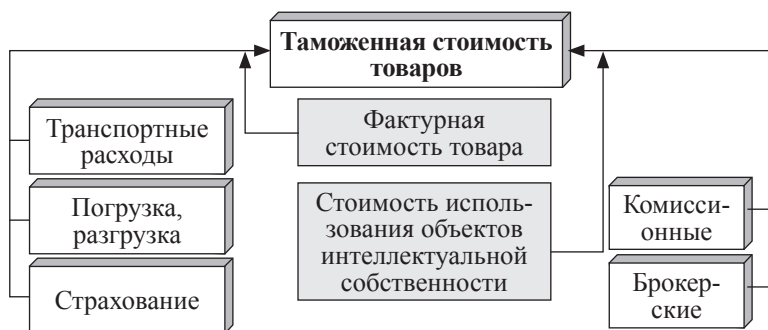 Таможенная стоимость
товаров
Транспортные
расходы
Погрузка,
разгрузка
Страхование
Фактурная
стоимость товара
Стоимость исполь-
зования объектов
интеллектуальной
собственности
Комисси-
онные
Брокер-
ские